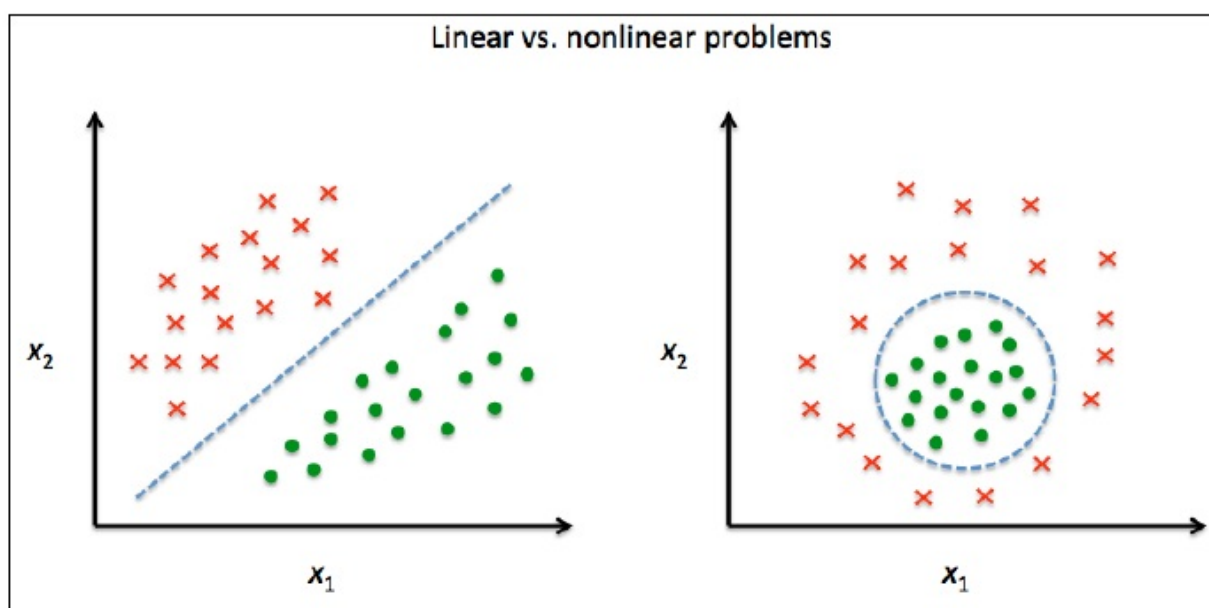 Linear vs. nonlinear problems
x₂
x₁
x₂
x₁